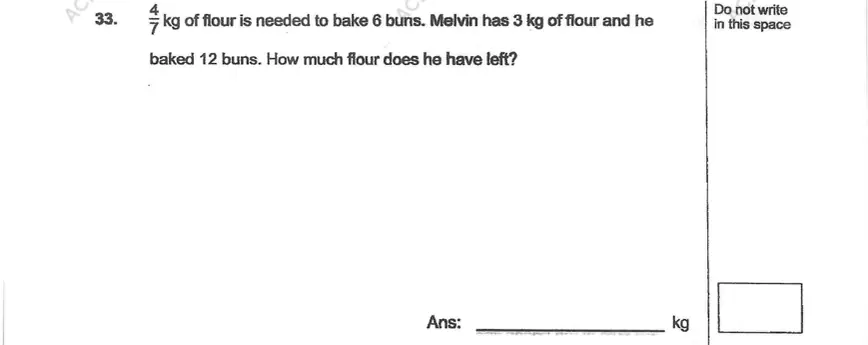 33. 4/7 kg of flour is needed to bake 6 buns. Melvin has 3 kg of flour and he
baked 12 buns. How much flour does he have left?
Do not write
in this space
Ans: ____________ kg